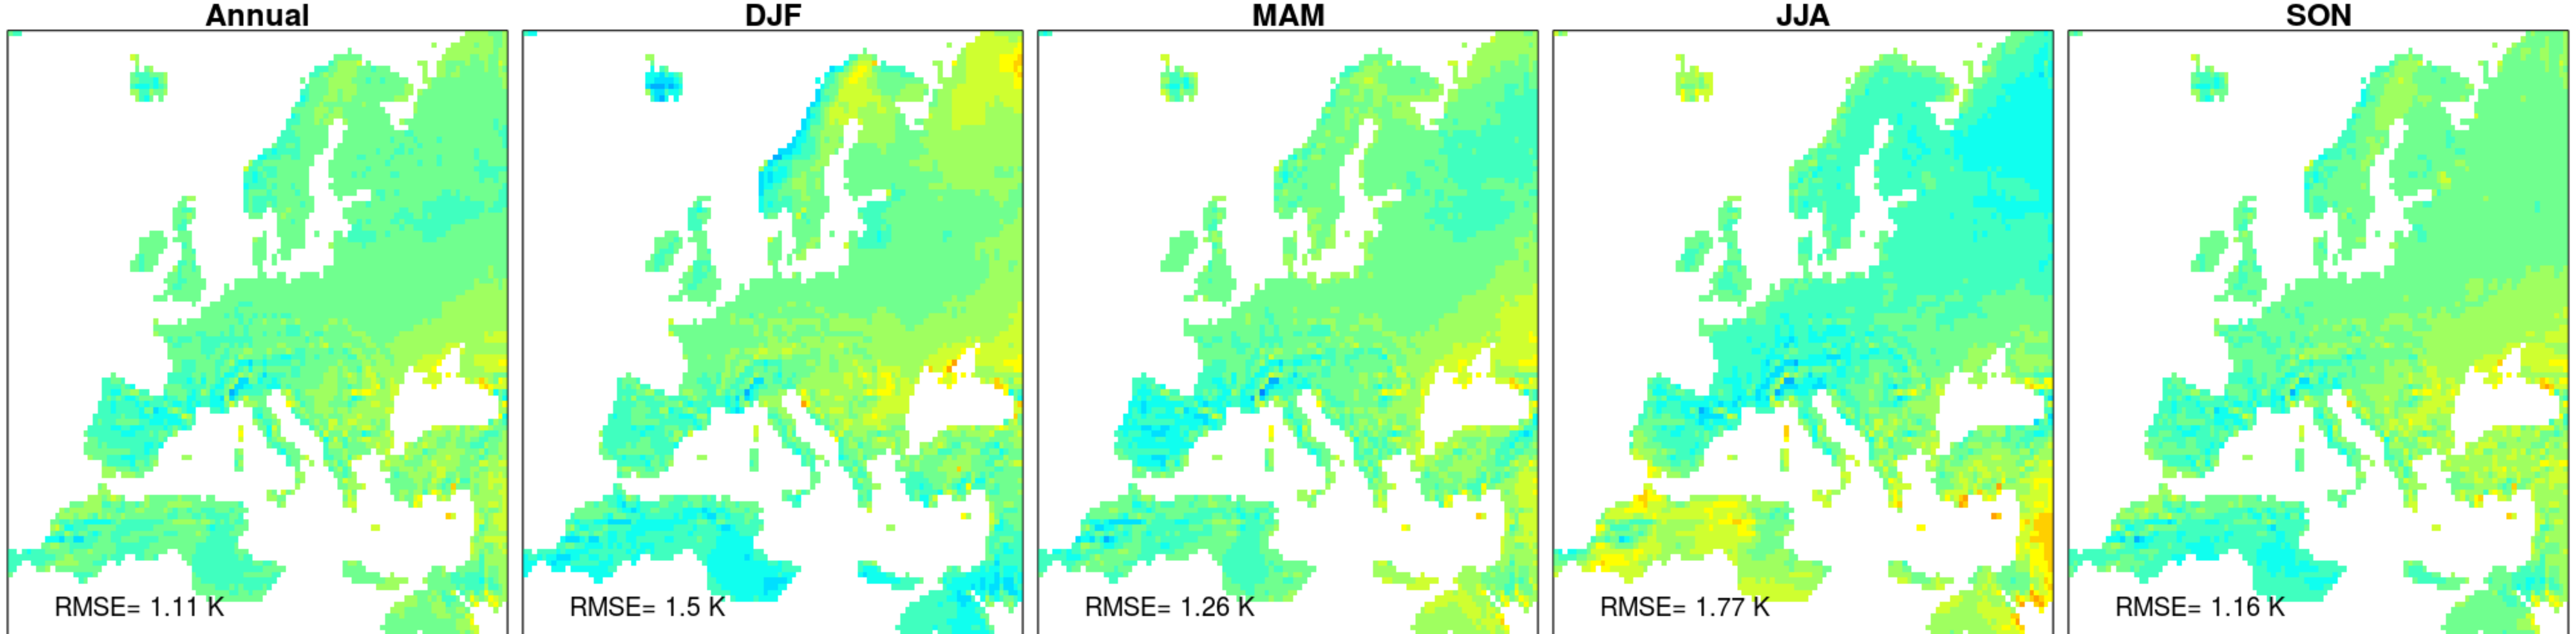 Annual DJF MAM JJA SON
RMSE= 1.11 K RMSE= 1.5 K RMSE= 1.26 K RMSE= 1.77 K RMSE= 1.16 K